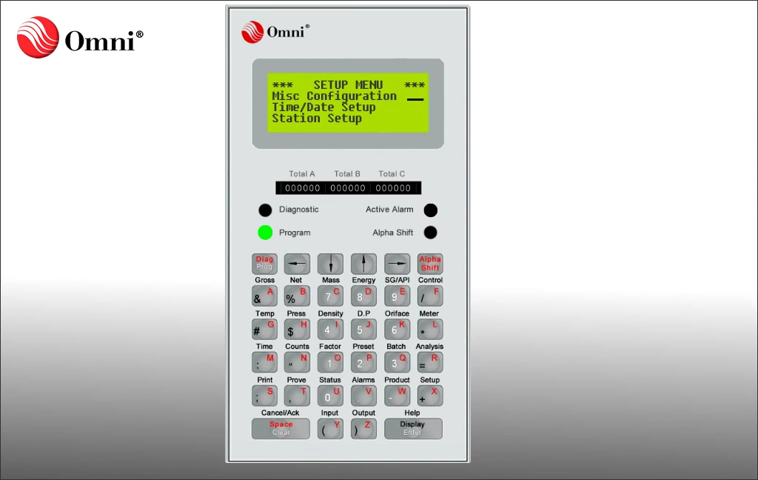 Omni®
Omni®
*** SETUP MENU ***
Misc Configuration
Time/Date Setup
Station Setup
Total A Total B Total C
000000 000000 000000
Diagnostic Active Alarm
Program Alpha Shift
Diag Prog ← ↓ ↑ → Alpha Shift
Gross Net Mass Energy SG/API Control
& A % B 7 C 8 D 9 E / F
Temp Press Density D.P Oriface Meter
# G $ H 4 I 5 J 6 K * L
Time Counts Factor Preset Batch Analysis
: M " N 1 O 2 P 3 Q = R
Print Prove Status Alarms Product Setup
; S , T 0 U V - W + X
Cancel/Ack Input Output Help
Space Clear ( Y ) Z Display Enter